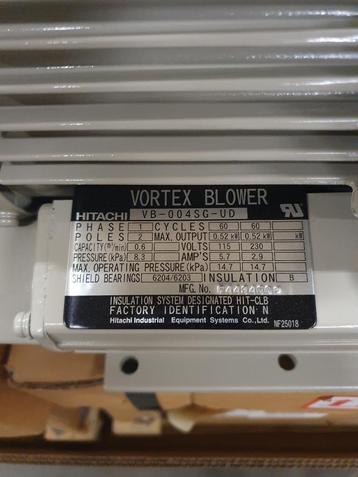 VORTEX BLOWER
HITACHI VB-004SG-UD
PHASE 1 CYCLES 60 60
POLES 2 MAX. OUTPUT 0.52 kW 0.52 kW kW
CAPACITY(m³/min) 0.6 VOLTS 115 230
PRESSURE(kPa) 8.3 AMP'S 5.7 2.9
MAX. OPERATING PRESSURE(kPa) 14.7 14.7
SHIELD BEARINGS 6204/6203 INSULATION B
MFG. No.
INSULATION SYSTEM DESIGNATED HIT-CLB
FACTORY IDENTIFICATION N
Hitachi Industrial Equipment Systems Co.,Ltd. NF25018